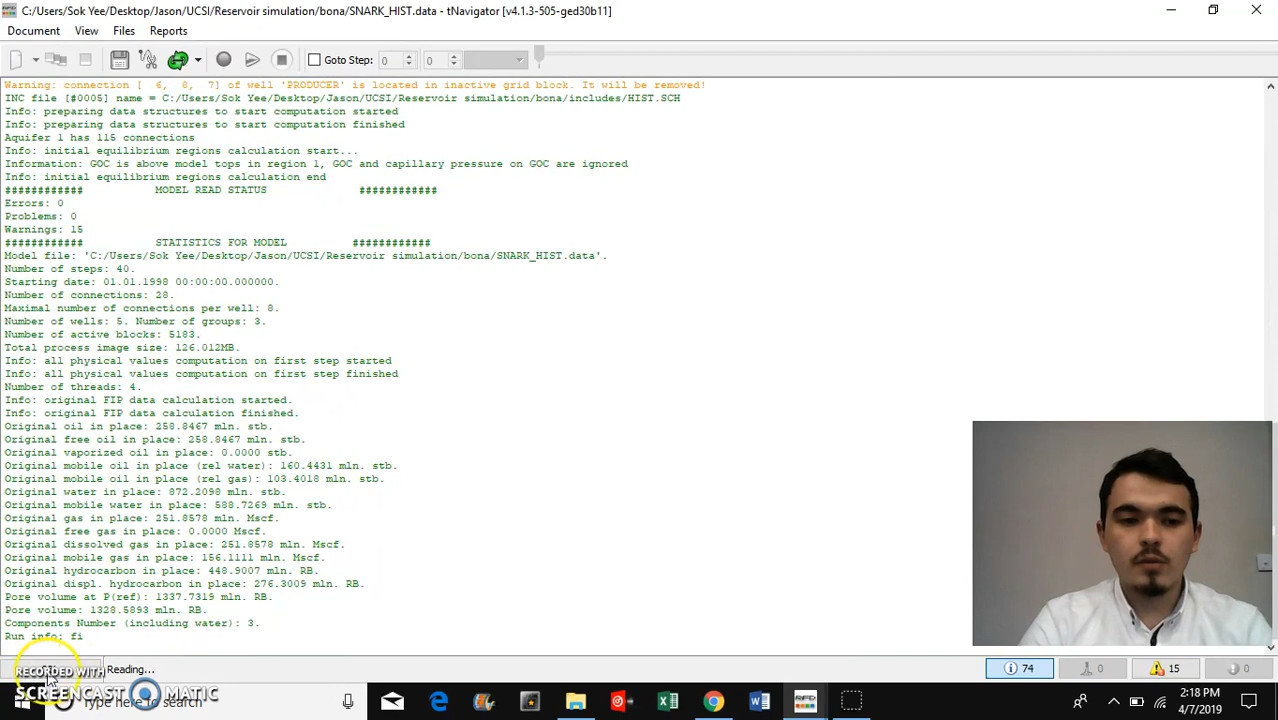 C:/Users/Sok Yee/Desktop/Jason/UCSI/Reservoir simulation/bona/SNARK_HIST.data - tNavigator [v4.1.3-505-ged30b11]
Document View Files Reports
Goto Step: 0 0
Warning: connection [ 6, 8, 7] of well 'PRODUCER' is located in inactive grid block. It will be removed!
INC file [#0005] name = C:/Users/Sok Yee/Desktop/Jason/UCSI/Reservoir simulation/bona/includes/HIST.SCH
Info: preparing data structures to start computation started
Info: preparing data structures to start computation finished
Aquifer 1 has 115 connections
Info: initial equilibrium regions calculation start...
Information: GOC is above model tops in region 1, GOC and capillary pressure on GOC are ignored
Info: initial equilibrium regions calculation end
############ MODEL READ STATUS ############
Errors: 0
Problems: 0
Warnings: 15
############ STATISTICS FOR MODEL ############
Model file: 'C:/Users/Sok Yee/Desktop/Jason/UCSI/Reservoir simulation/bona/SNARK_HIST.data'.
Number of steps: 40.
Starting date: 01.01.1998 00:00:00.000000.
Number of connections: 28.
Maximal number of connections per well: 8.
Number of wells: 5. Number of groups: 3.
Number of active blocks: 5183.
Total process image size: 126.012MB.
Info: all physical values computation on first step started
Info: all physical values computation on first step finished
Number of threads: 4.
Info: original FIP data calculation started.
Info: original FIP data calculation finished.
Original oil in place: 258.8467 mln. stb.
Original free oil in place: 258.8467 mln. stb.
Original vaporized oil in place: 0.0000 stb.
Original mobile oil in place (rel water): 160.4431 mln. stb.
Original mobile oil in place (rel gas): 103.4018 mln. stb.
Original water in place: 872.2098 mln. stb.
Original mobile water in place: 588.7269 mln. stb.
Original gas in place: 251.8578 mln. Mscf.
Original free gas in place: 0.0000 Mscf.
Original dissolved gas in place: 251.8578 mln. Mscf.
Original mobile gas in place: 156.1111 mln. Mscf.
Original hydrocarbon in place: 448.9007 mln. RB.
Original displ. hydrocarbon in place: 276.3009 mln. RB.
Pore volume at P(ref): 1337.7319 mln. RB.
Pore volume: 1328.5893 mln. RB.
Components Number (including water): 3.
Run info: fi
Reading... 74 0 15 0
RECORDED WITH
SCREENCAST MATIC
Type here to search
2:18 PM
4/7/2019